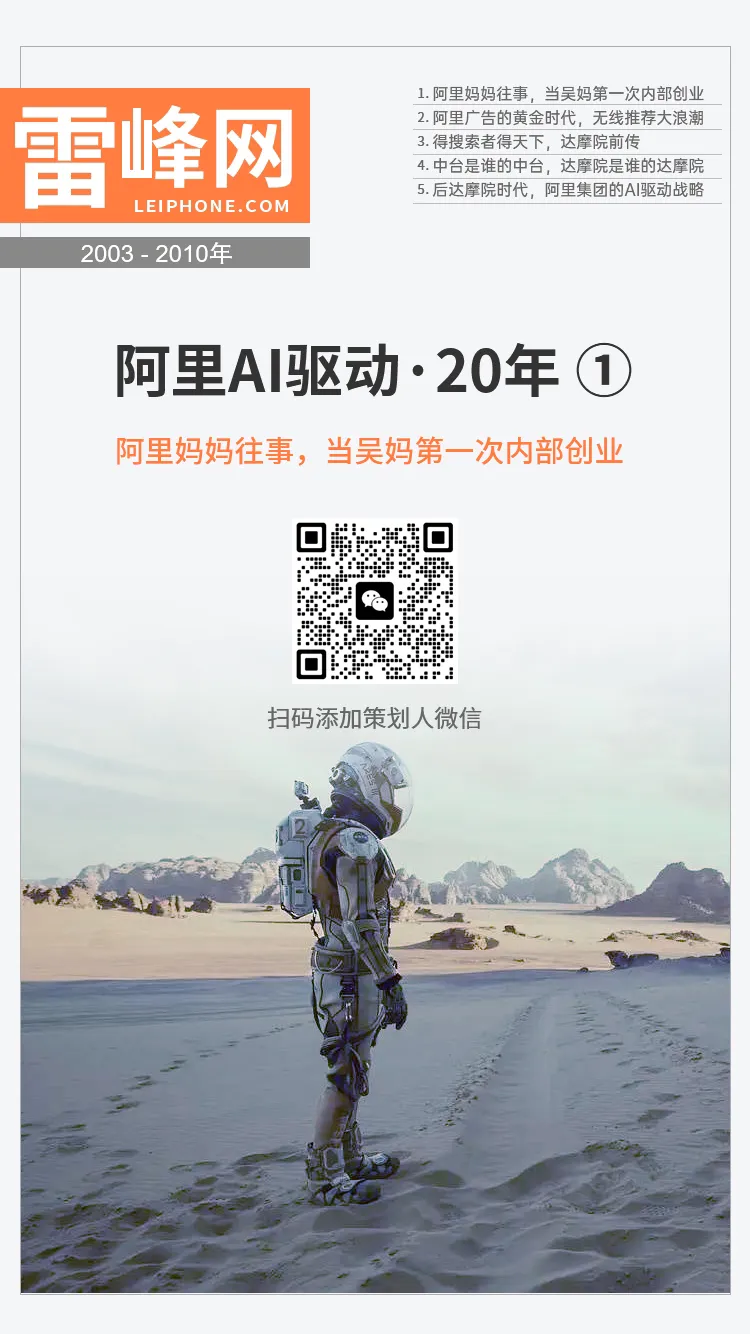 雷峰网
LEIPHONE.COM
2003 - 2010年
1. 阿里妈妈往事，当吴妈第一次内部创业
2. 阿里广告的黄金时代，无线推荐大浪潮
3. 得搜索者得天下，达摩院前传
4. 中台是谁的中台，达摩院是谁的达摩院
5. 后达摩院时代，阿里集团的AI驱动战略
阿里AI驱动·20年 ①
阿里妈妈往事，当吴妈第一次内部创业
扫码添加策划人微信
2